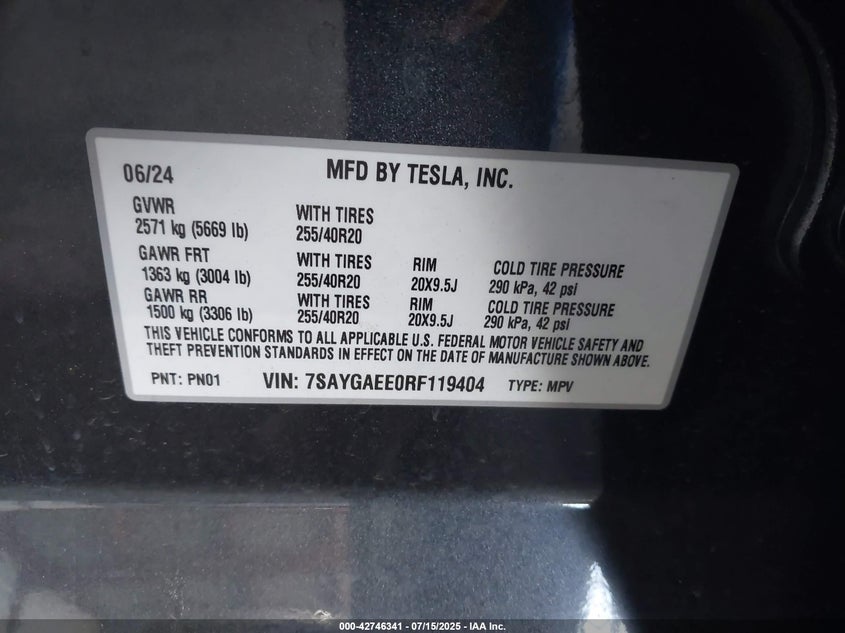 06/24 MFD BY TESLA, INC.
GVWR WITH TIRES
2571 kg (5669 lb) 255/40R20
GAWR FRT WITH TIRES RIM COLD TIRE PRESSURE
1363 kg (3004 lb) 255/40R20 20X9.5J 290 kPa, 42 psi
GAWR RR WITH TIRES RIM COLD TIRE PRESSURE
1500 kg (3306 lb) 255/40R20 20X9.5J 290 kPa, 42 psi
THIS VEHICLE CONFORMS TO ALL APPLICABLE U.S. FEDERAL MOTOR VEHICLE SAFETY AND
THEFT PREVENTION STANDARDS IN EFFECT ON THE DATE OF MANUFACTURE SHOWN ABOVE.
PNT: PN01 VIN: 7SAYGAEE0RF119404 TYPE: MPV
000-42746341 - 07/15/2025 - IAA Inc.